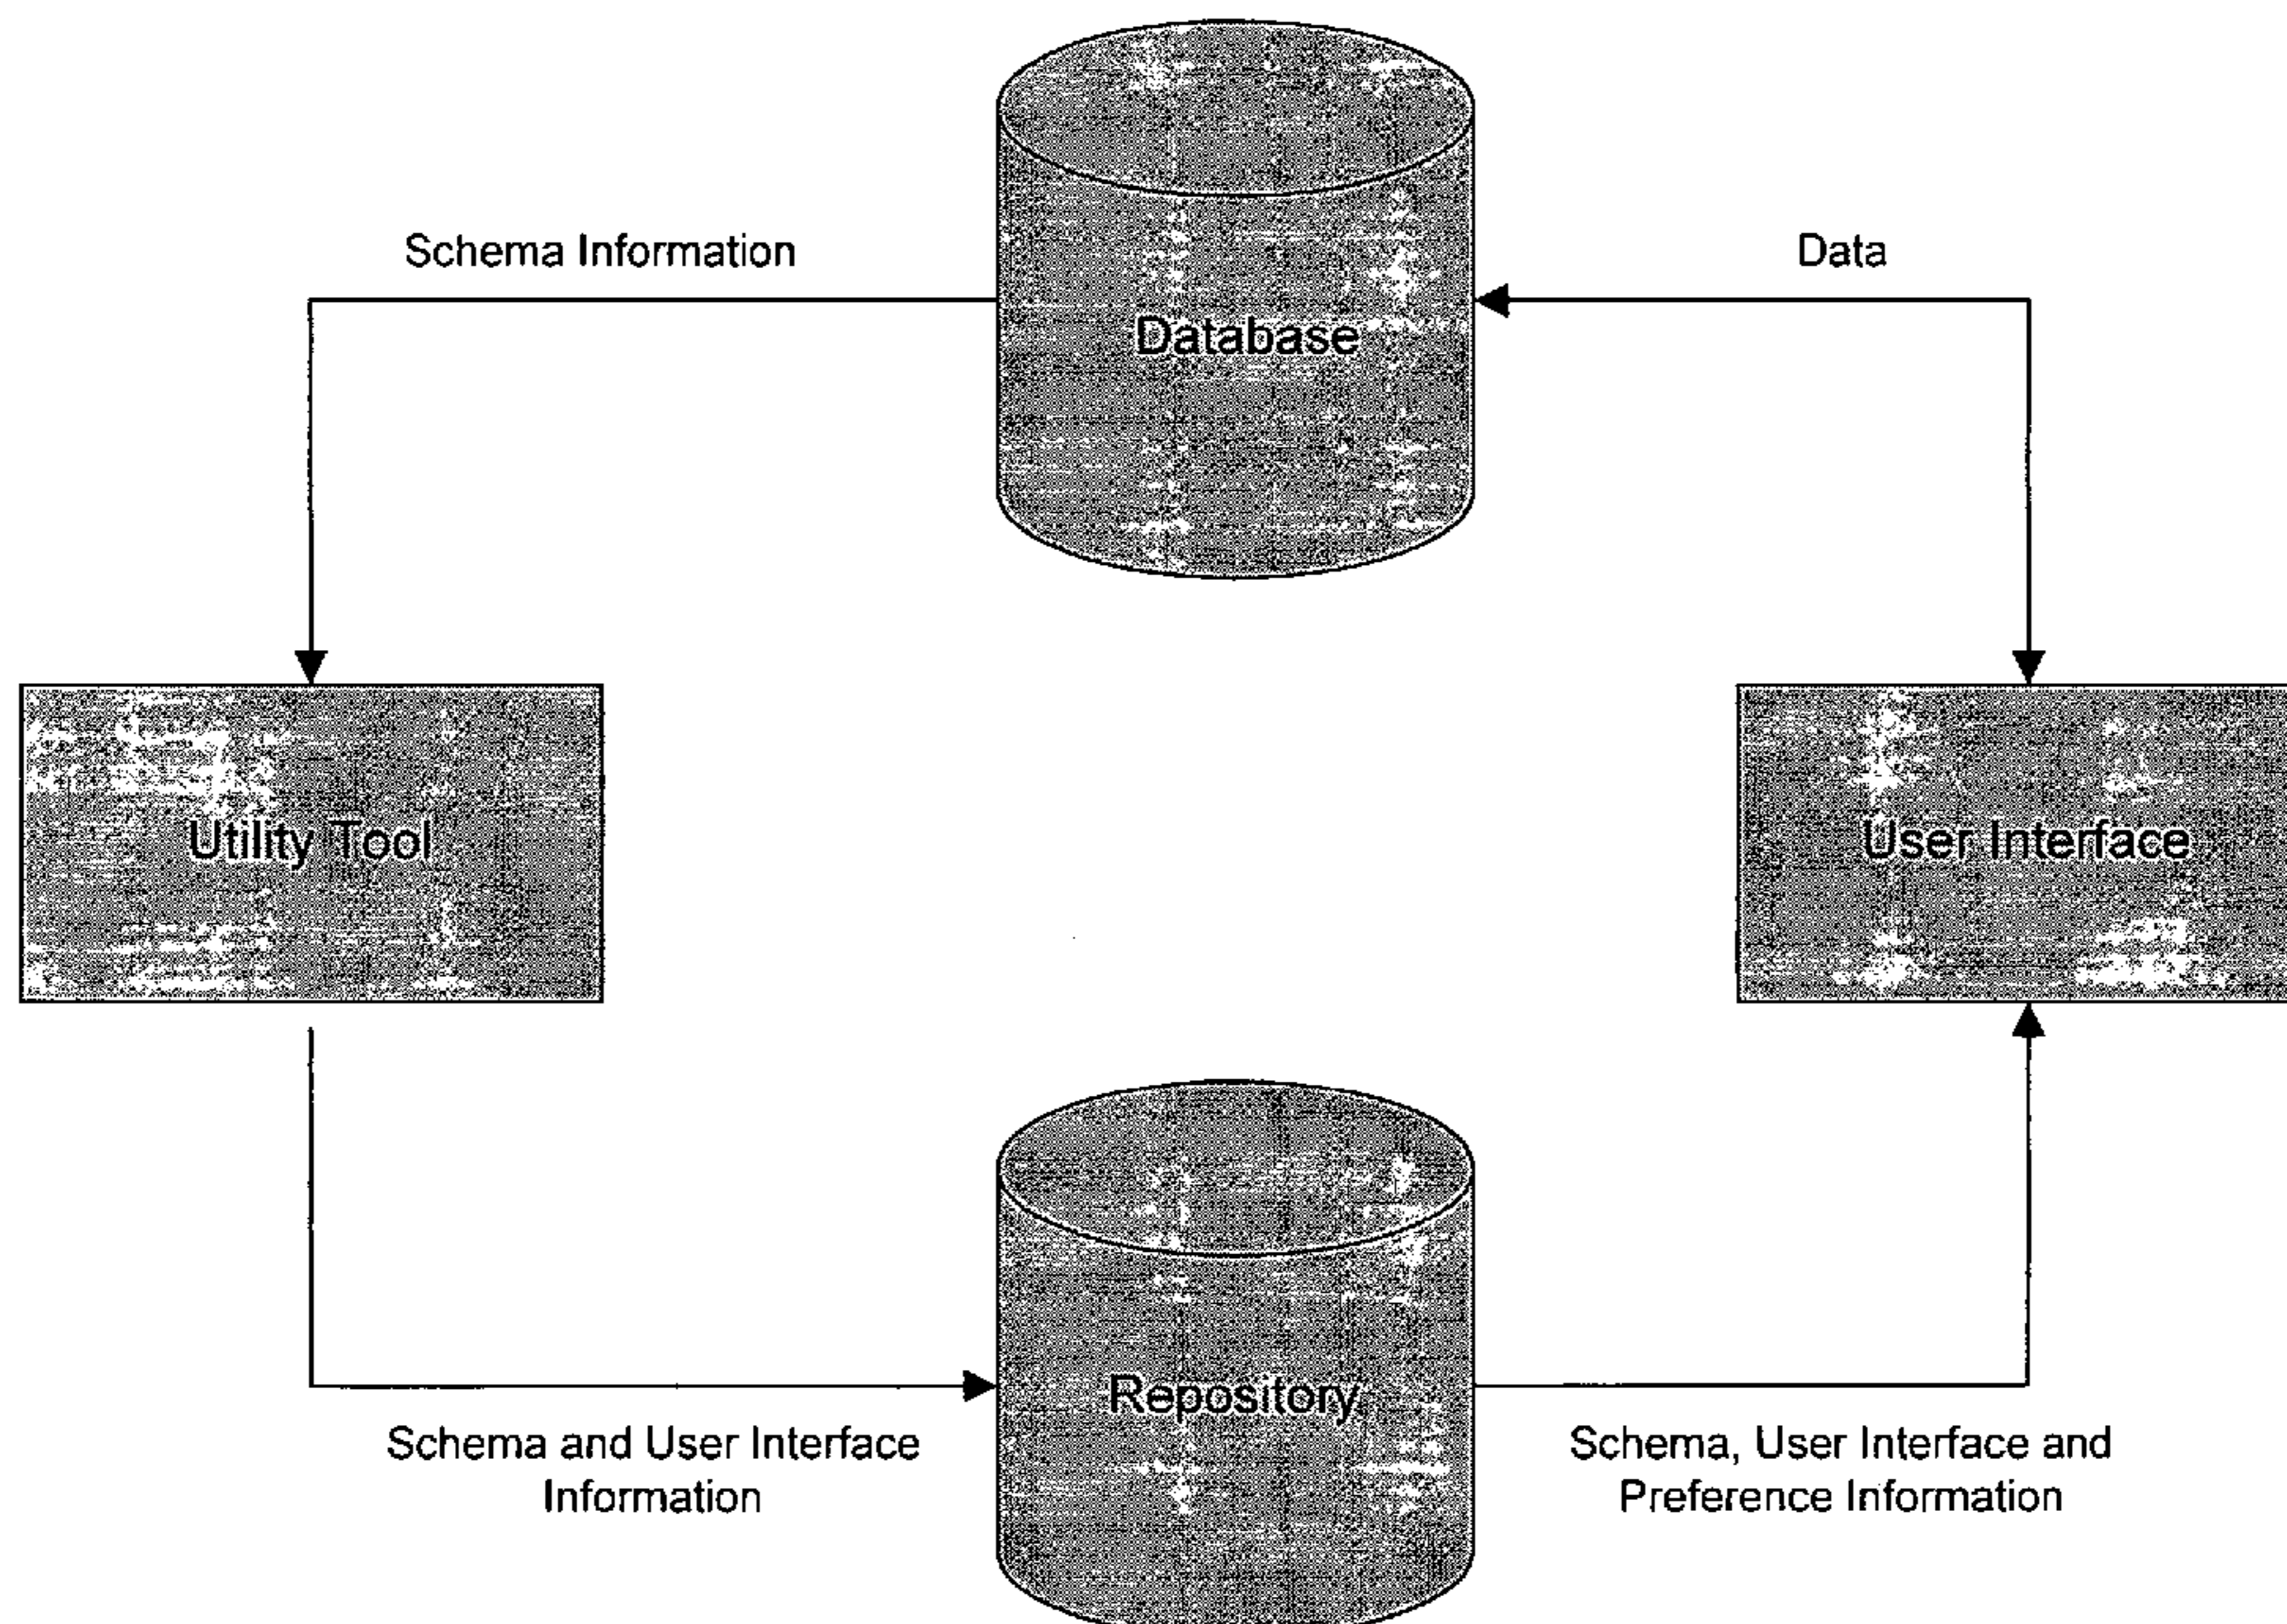 Schema Information
Data
Database
Utility Tool
User Interface
Repository
Schema and User Interface
Information
Schema, User Interface and
Preference Information